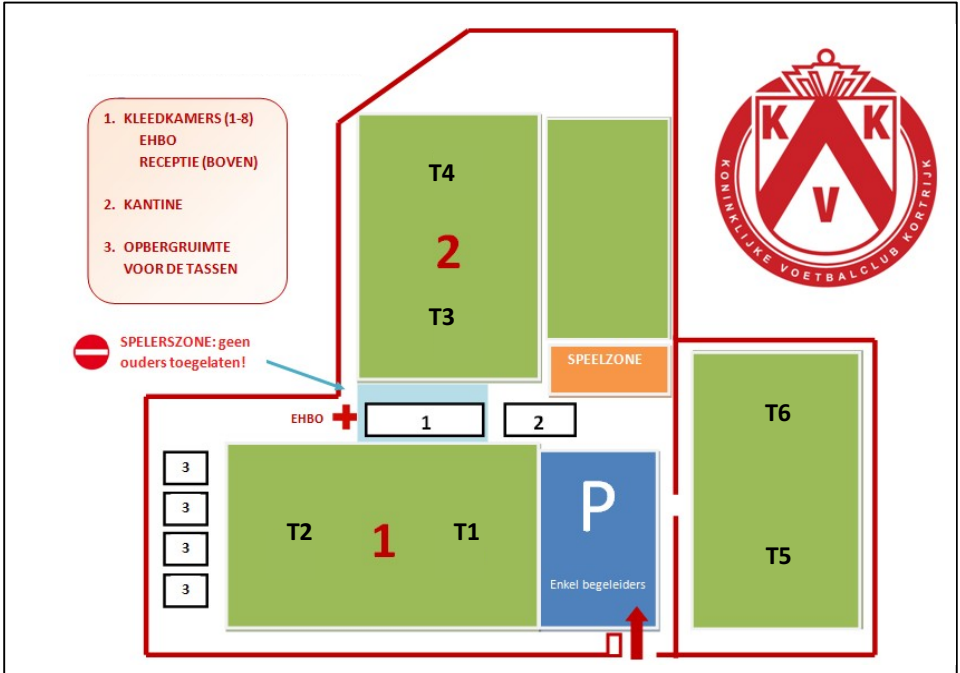 1. KLEEDKAMERS (1-8)
EHBO
RECEPTIE (BOVEN)
2. KANTINE
3. OPBERGRUIMTE
VOOR DE TASSEN
K K
V
KONINKLIJKE VOETBALCLUB KORTRIJK
T4
2
T3
SPELERSZONE: geen
ouders toegelaten!
SPEELZONE
EHBO
1
2
T6
3
3
3
3
T2
1
T1
P
Enkel begeleiders
T5